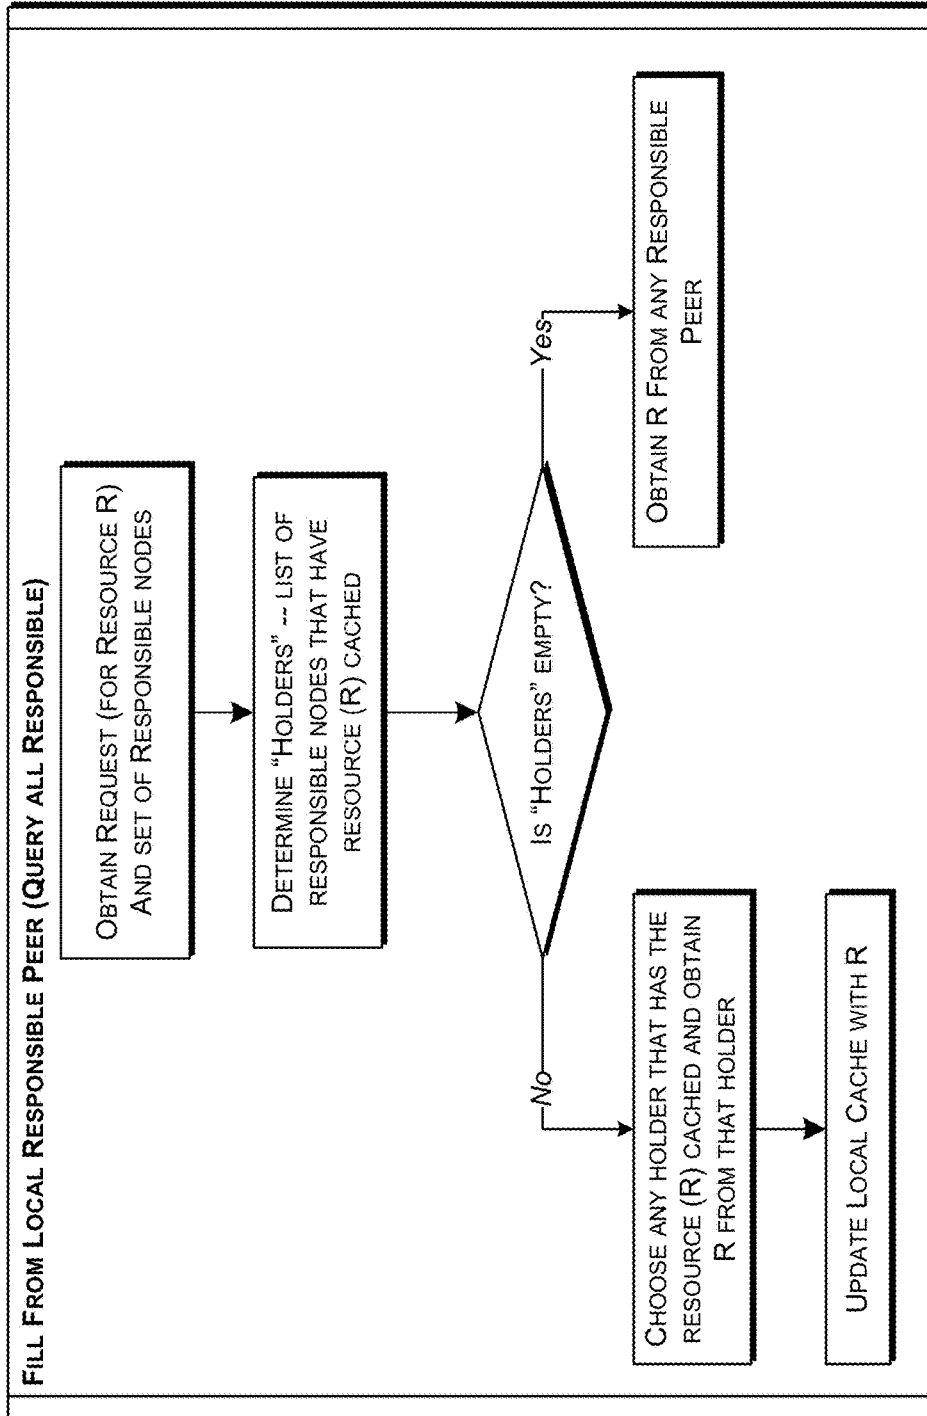 FILL FROM LOCAL RESPONSIBLE PEER (QUERY ALL RESPONSIBLE)
OBTAIN REQUEST (FOR RESOURCE R)
AND SET OF RESPONSIBLE NODES
DETERMINE “HOLDERS” -- LIST OF
RESPONSIBLE NODES THAT HAVE
RESOURCE (R) CACHED
IS “HOLDERS” EMPTY?
No
Yes
CHOOSE ANY HOLDER THAT HAS THE
RESOURCE (R) CACHED AND OBTAIN
R FROM THAT HOLDER
UPDATE LOCAL CACHE WITH R
OBTAIN R FROM ANY RESPONSIBLE
PEER